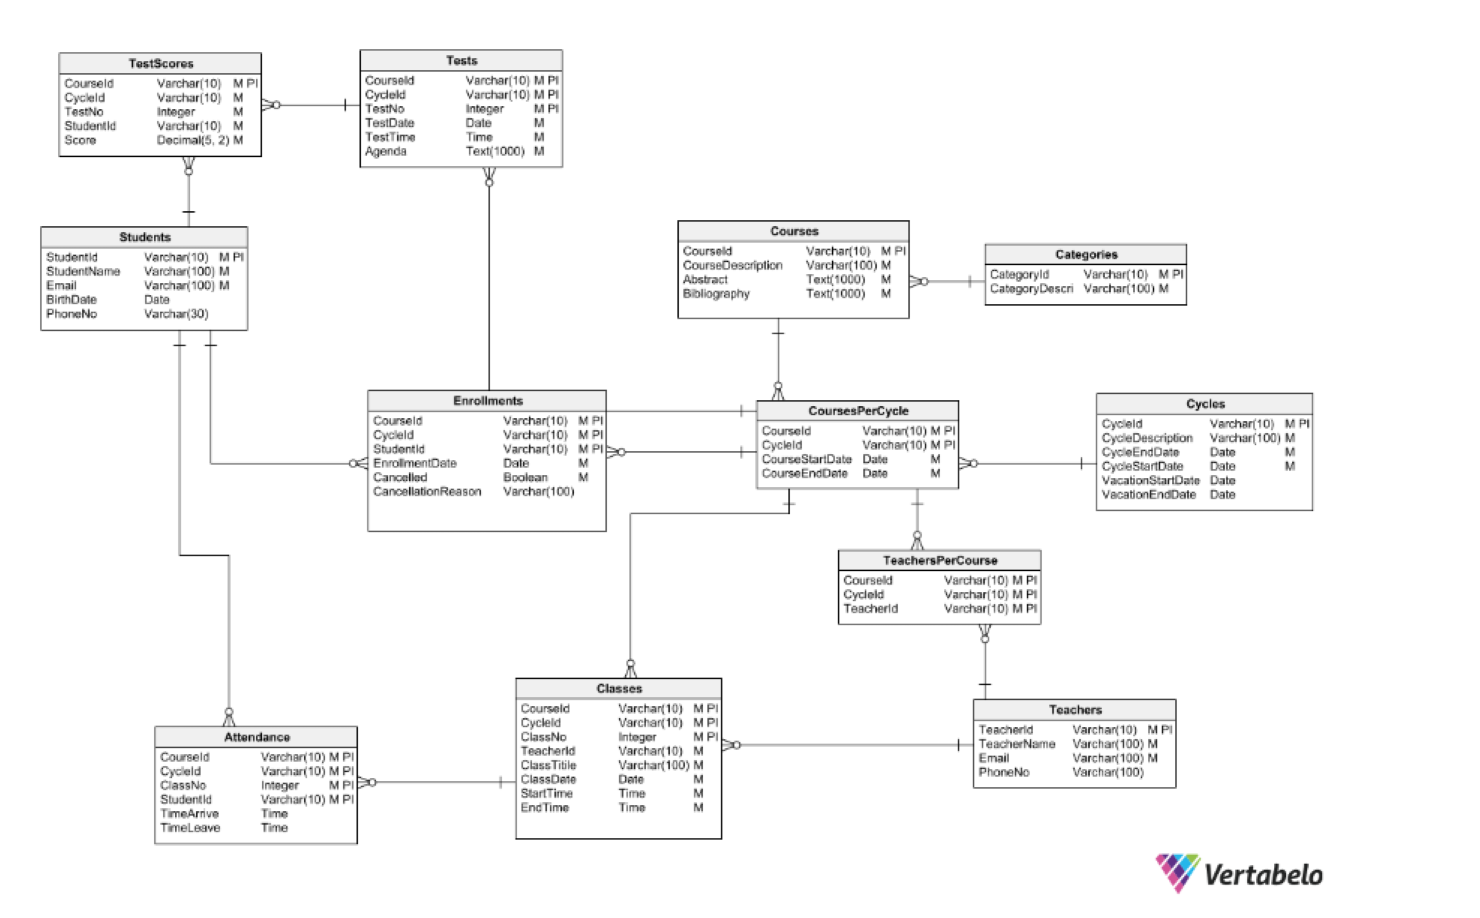 TestScores
CourseId Varchar(10) M PI
CycleId Varchar(10) M
TestNo Integer M
StudentId Varchar(10) M
Score Decimal(5, 2) M
Tests
CourseId Varchar(10) M PI
CycleId Varchar(10) M PI
TestNo Integer M PI
TestDate Date M
TestTime Time M
Agenda Text(1000) M
Students
StudentId Varchar(10) M PI
StudentName Varchar(100) M
Email Varchar(100) M
BirthDate Date
PhoneNo Varchar(30)
Courses
CourseId Varchar(10) M PI
CourseDescription Varchar(100) M
Abstract Text(1000) M
Bibliography Text(1000) M
Categories
CategoryId Varchar(10) M PI
CategoryDescri Varchar(100) M
Enrollments
CourseId Varchar(10) M PI
CycleId Varchar(10) M PI
StudentId Varchar(10) M PI
EnrollmentDate Date M
Cancelled Boolean M
CancellationReason Varchar(100)
CoursesPerCycle
CourseId Varchar(10) M PI
CycleId Varchar(10) M PI
CourseStartDate Date M
CourseEndDate Date M
Cycles
CycleId Varchar(10) M PI
CycleDescription Varchar(100) M
CycleEndDate Date M
CycleStartDate Date M
VacationStartDate Date
VacationEndDate Date
TeachersPerCourse
CourseId Varchar(10) M PI
CycleId Varchar(10) M PI
TeacherId Varchar(10) M PI
Classes
CourseId Varchar(10) M PI
CycleId Varchar(10) M PI
ClassNo Integer M PI
TeacherId Varchar(10) M
ClassTitile Varchar(100) M
ClassDate Date M
StartTime Time M
EndTime Time M
Teachers
TeacherId Varchar(10) M PI
TeacherName Varchar(100) M
Email Varchar(100) M
PhoneNo Varchar(100)
Attendance
CourseId Varchar(10) M PI
CycleId Varchar(10) M PI
ClassNo Integer M PI
StudentId Varchar(10) M PI
TimeArrive Time
TimeLeave Time
Vertabelo